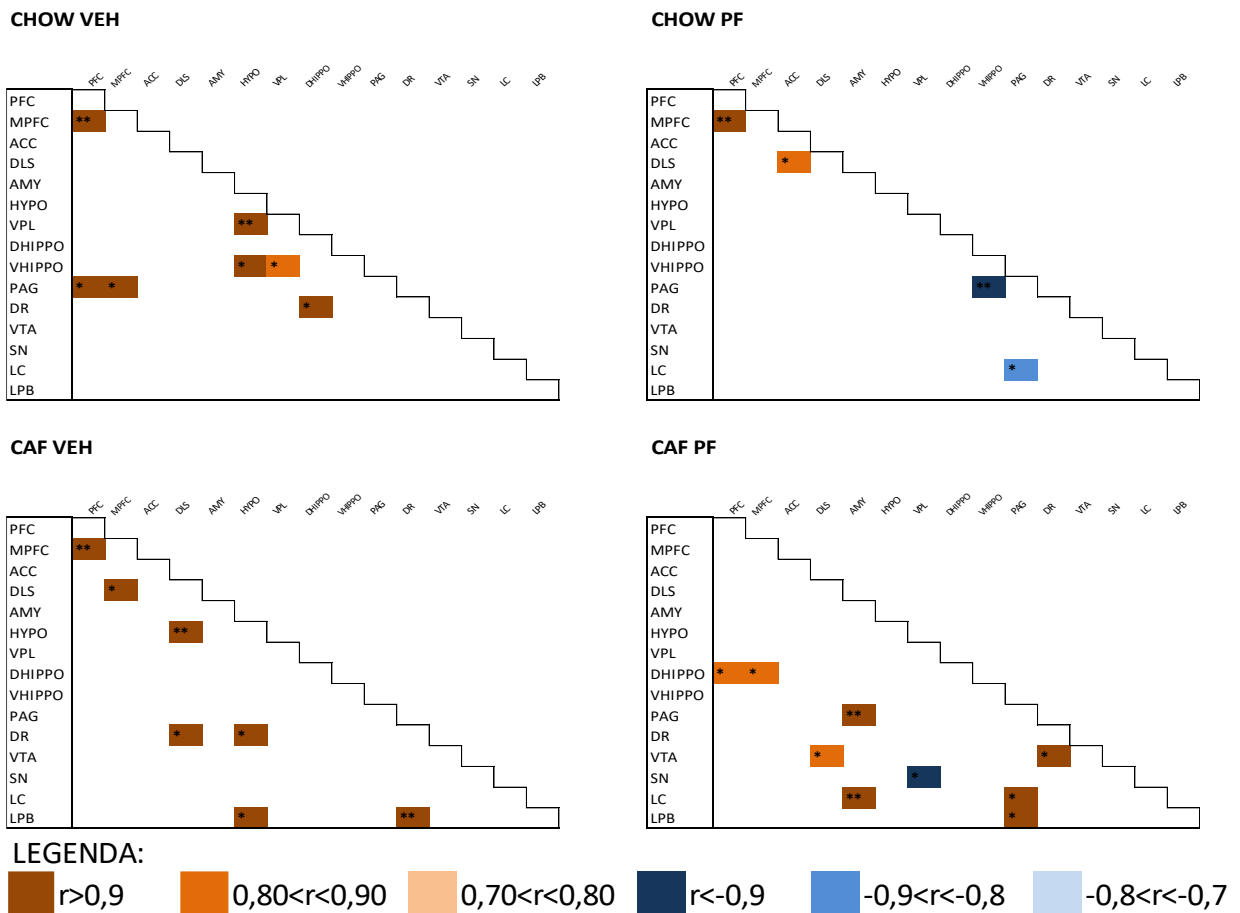 CHOW VEH CHOW PF
PFC MPFC ACC DLS AMY HYPO VPL DHIPPO VHIPPO PAG DR VTA SN LC LPB PFC MPFC ACC DLS AMY HYPO VPL DHIPPO VHIPPO PAG DR VTA SN LC LPB
PFC PFC
MPFC ** MPFC **
ACC ACC
DLS DLS *
AMY AMY
HYPO HYPO
VPL ** VPL
DHIPPO DHIPPO
VHIPPO * * VHIPPO
PAG * * PAG **
DR * DR
VTA VTA
SN SN
LC LC *
LPB LPB
CAF VEH CAF PF
PFC MPFC ACC DLS AMY HYPO VPL DHIPPO VHIPPO PAG DR VTA SN LC LPB PFC MPFC ACC DLS AMY HYPO VPL DHIPPO VHIPPO PAG DR VTA SN LC LPB
PFC PFC
MPFC ** MPFC
ACC ACC
DLS * DLS
AMY AMY
HYPO ** HYPO
VPL VPL
DHIPPO DHIPPO * *
VHIPPO VHIPPO
PAG PAG **
DR * * DR
VTA VTA * *
SN SN *
LC LC ** *
LPB * ** LPB *
LEGENDA:
r>0,9 0,80<r<0,90 0,70<r<0,80 r<-0,9 -0,9<r<-0,8 -0,8<r<-0,7